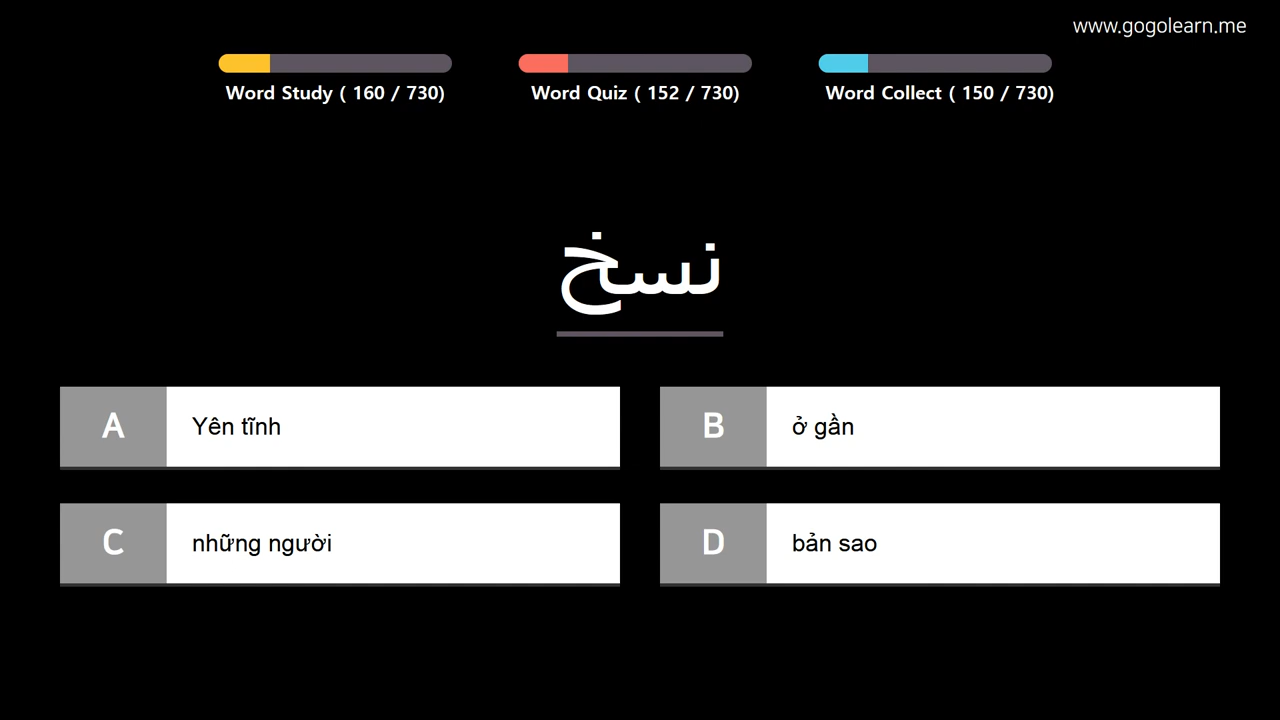 www.gogolearn.me
Word Study ( 160 / 730)
Word Quiz ( 152 / 730)
Word Collect ( 150 / 730)
نسخ
A
Yên tĩnh
B
ở gần
C
những người
D
bản sao